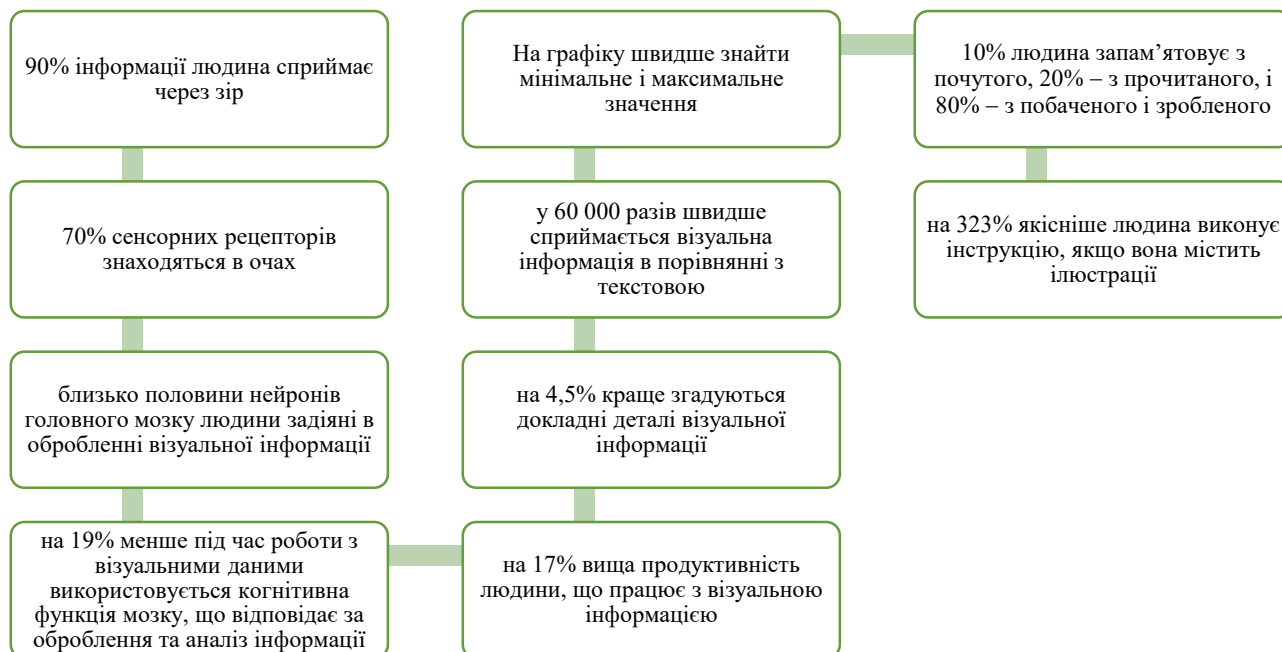 90% інформації людина сприймає
через зір
70% сенсорних рецепторів
знаходяться в очах
близько половини нейронів
головного мозку людини задіяні в
обробленні візуальної інформації
на 19% менше під час роботи з
візуальними даними
використовується когнітивна
функція мозку, що відповідає за
оброблення та аналіз інформації
на 17% вища продуктивність
людини, що працює з візуальною
інформацією
на 4,5% краще згадуються
докладні деталі візуальної
інформації
у 60 000 разів швидше
сприймається візуальна
інформація в порівнянні з
текстовою
На графіку швидше знайти
мінімальне і максимальне
значення
10% людина запам’ятовує з
почутого, 20% – з прочитаного, і
80% – з побаченого і зробленого
на 323% якісніше людина виконує
інструкцію, якщо вона містить
ілюстрації